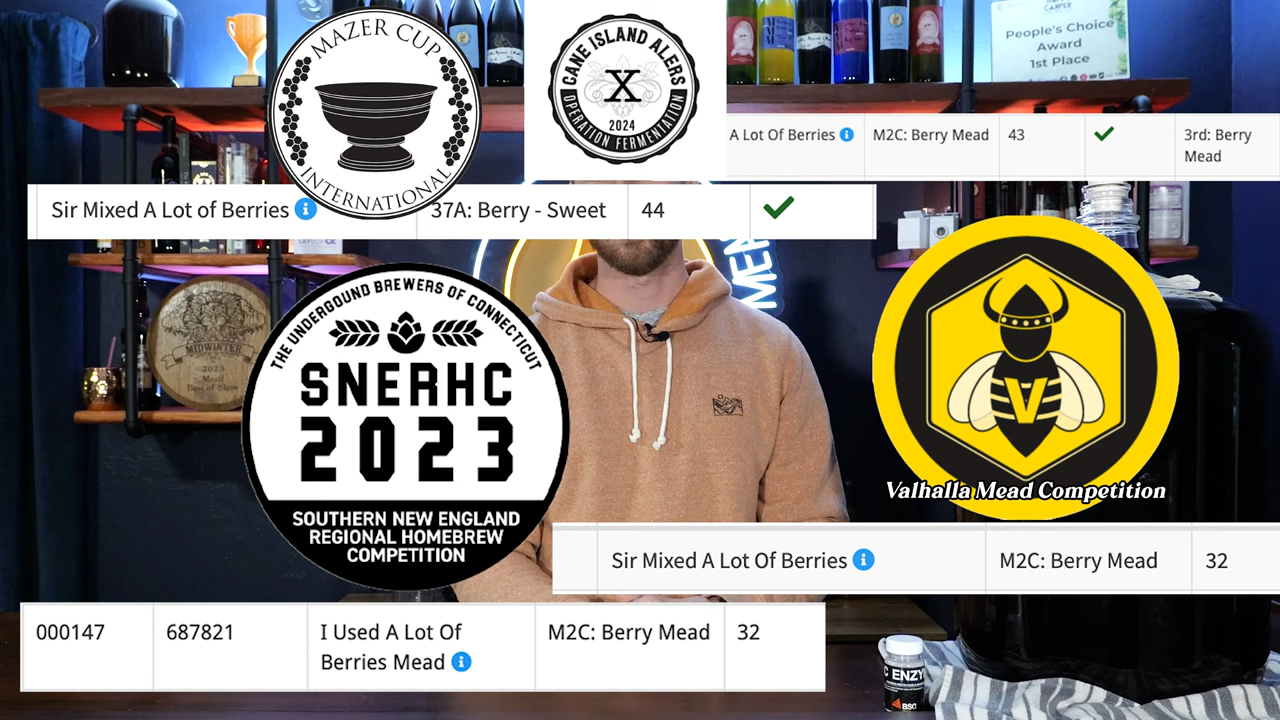 MAZER CUP
INTERNATIONAL
CANE ISLAND ALERS
X
2024
OPERATION FERMENTATION
People's Choice
Award
1st Place
A Lot Of Berries
M2C: Berry Mead
43
3rd: Berry
Mead
Sir Mixed A Lot of Berries
37A: Berry - Sweet
44
MEN
MIDWINTER
2023
Mead
Best of Show
THE UNDERGOUND BREWERS OF CONNECTICUT
SNERHC
2023
SOUTHERN NEW ENGLAND
REGIONAL HOMEBREW
COMPETITION
V
Valhalla Mead Competition
Sir Mixed A Lot Of Berries
M2C: Berry Mead
32
000147
687821
I Used A Lot Of
Berries Mead
M2C: Berry Mead
32
C ENZY
BSG